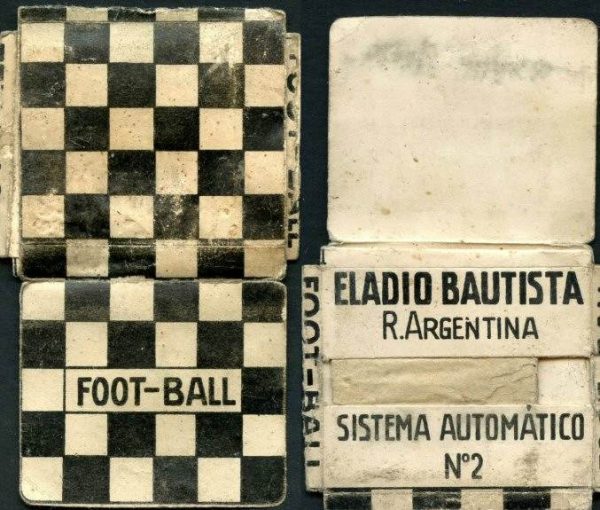 FOOT-BALL
FOOT-BALL
ELADIO BAUTISTA
R.ARGENTINA
FOOT-BALL
SISTEMA AUTOMÁTICO
Nº2